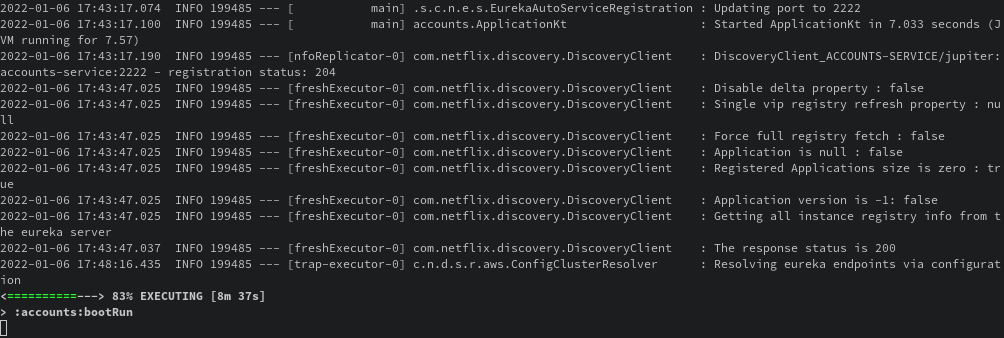 2022-01-06 17:43:17.074  INFO 199485 --- [           main] .s.c.n.e.s.EurekaAutoServiceRegistration : Updating port to 2222
2022-01-06 17:43:17.100  INFO 199485 --- [           main] accounts.ApplicationKt                   : Started ApplicationKt in 7.033 seconds (J
VM running for 7.57)
2022-01-06 17:43:17.190  INFO 199485 --- [nfoReplicator-0] com.netflix.discovery.DiscoveryClient    : DiscoveryClient_ACCOUNTS-SERVICE/jupiter:
accounts-service:2222 - registration status: 204
2022-01-06 17:43:47.025  INFO 199485 --- [freshExecutor-0] com.netflix.discovery.DiscoveryClient    : Disable delta property : false
2022-01-06 17:43:47.025  INFO 199485 --- [freshExecutor-0] com.netflix.discovery.DiscoveryClient    : Single vip registry refresh property : nu
ll
2022-01-06 17:43:47.025  INFO 199485 --- [freshExecutor-0] com.netflix.discovery.DiscoveryClient    : Force full registry fetch : false
2022-01-06 17:43:47.025  INFO 199485 --- [freshExecutor-0] com.netflix.discovery.DiscoveryClient    : Application is null : false
2022-01-06 17:43:47.025  INFO 199485 --- [freshExecutor-0] com.netflix.discovery.DiscoveryClient    : Registered Applications size is zero : tr
ue
2022-01-06 17:43:47.025  INFO 199485 --- [freshExecutor-0] com.netflix.discovery.DiscoveryClient    : Application version is -1: false
2022-01-06 17:43:47.025  INFO 199485 --- [freshExecutor-0] com.netflix.discovery.DiscoveryClient    : Getting all instance registry info from t
he eureka server
2022-01-06 17:43:47.037  INFO 199485 --- [freshExecutor-0] com.netflix.discovery.DiscoveryClient    : The response status is 200
2022-01-06 17:48:16.435  INFO 199485 --- [trap-executor-0] c.n.d.s.r.aws.ConfigClusterResolver      : Resolving eureka endpoints via configurat
ion
<==========---> 83% EXECUTING [8m 37s]
> :accounts:bootRun